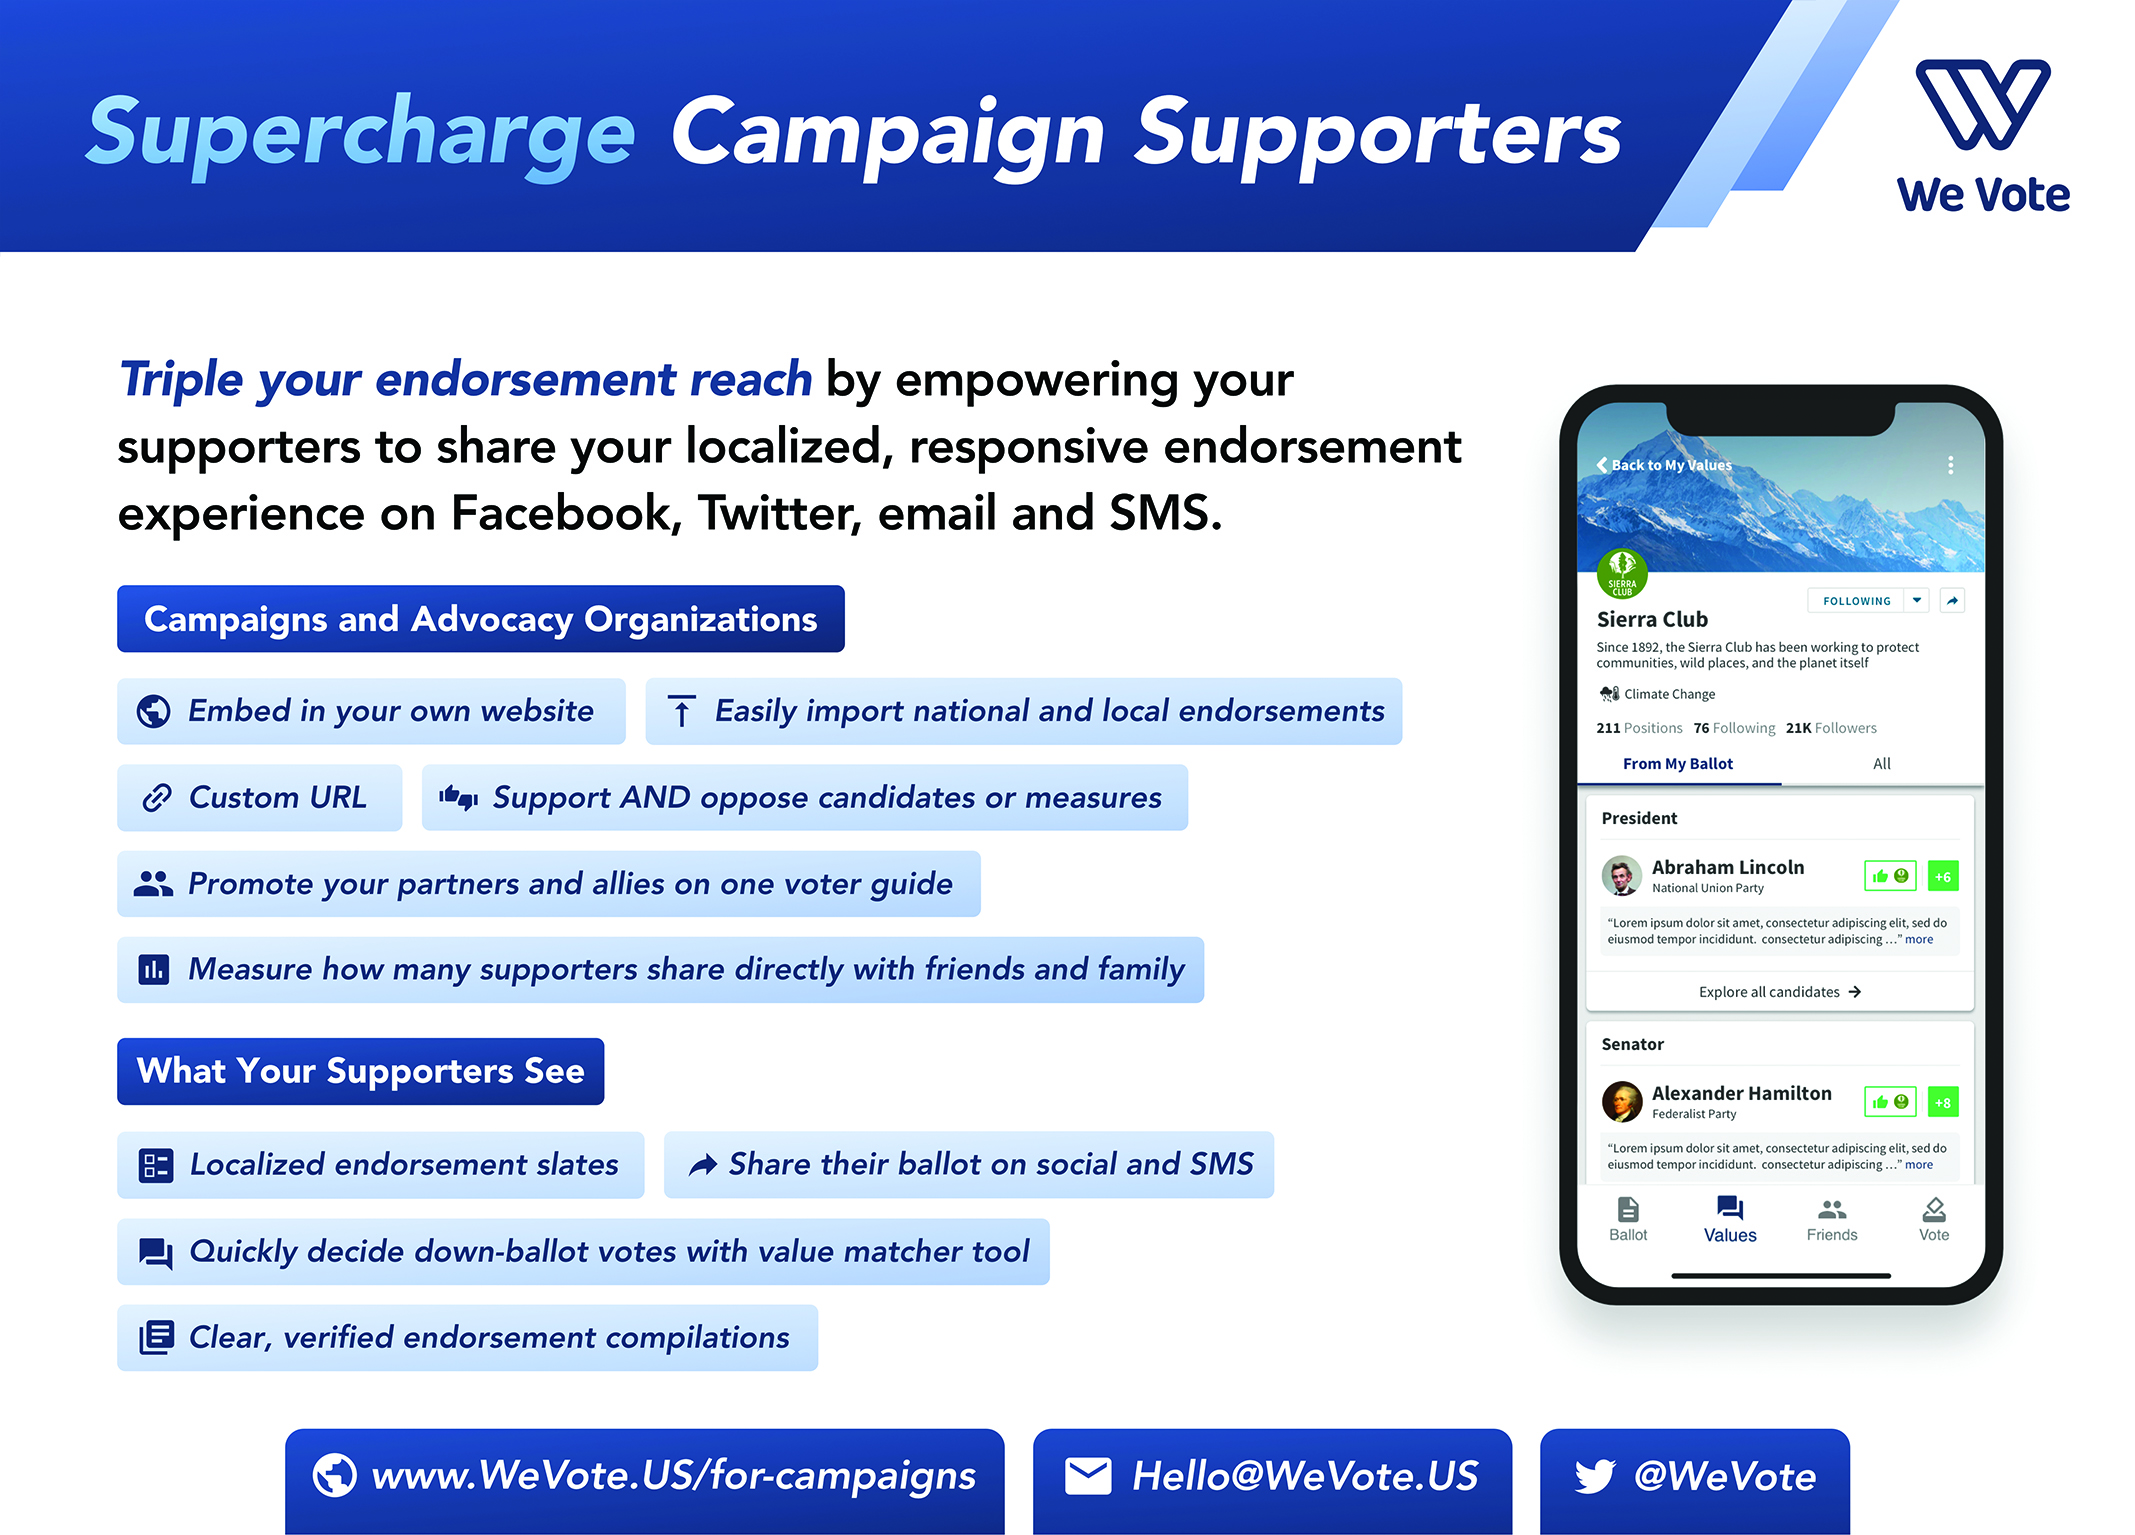 Supercharge Campaign Supporters
We Vote
Triple your endorsement reach by empowering your
supporters to share your localized, responsive endorsement
experience on Facebook, Twitter, email and SMS.
Campaigns and Advocacy Organizations
Embed in your own website
Easily import national and local endorsements
Custom URL
Support AND oppose candidates or measures
Promote your partners and allies on one voter guide
Measure how many supporters share directly with friends and family
What Your Supporters See
Localized endorsement slates
Share their ballot on social and SMS
Quickly decide down-ballot votes with value matcher tool
Clear, verified endorsement compilations
Back to My Values
SIERRA
CLUB
FOLLOWING
Sierra Club
Since 1892, the Sierra Club has been working to protect
communities, wild places, and the planet itself
Climate Change
211 Positions 76 Following 21K Followers
From My Ballot All
President
Abraham Lincoln
National Union Party
+6
“Lorem ipsum dolor sit amet, consectetur adipiscing elit, sed do
eiusmod tempor incididunt. consectetur adipiscing ...” more
Explore all candidates
Senator
Alexander Hamilton
Federalist Party
+8
“Lorem ipsum dolor sit amet, consectetur adipiscing elit, sed do
eiusmod tempor incididunt. consectetur adipiscing ...” more
Ballot Values Friends Vote
www.WeVote.US/for-campaigns
Hello@WeVote.US
@WeVote